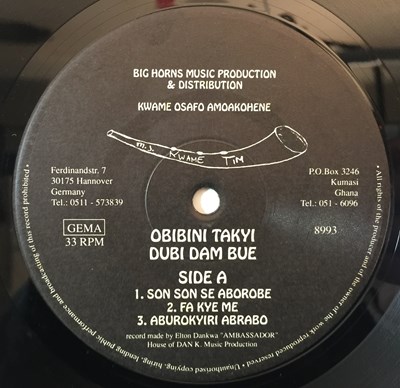 BIG HORNS MUSIC PRODUCTION
& DISTRIBUTION
KWAME OSAFO AMOAKOHENE
M.S. KWAME TIM
Ferdinandstr. 7
30175 Hannover
Germany
Tel.: 0511 - 573839
P.O.Box 3246
Kumasi
Ghana
Tel.: 051 - 6096
GEMA
33 RPM
OBIBINI TAKYI
DUBI DAM BUE
8993
SIDE A
1. SON SON SE ABOROBE
2. FA KYE ME
3. ABUROKYIRI ABRABO
record made by Elton Dankwa "AMBASSADOR"
House of DAN K. Music Production
• All rights of the producer and of the owner of the work reproduced reserved • Unauthorised copying, hiring, lending, public performance and broadcasting of this record prohibited •